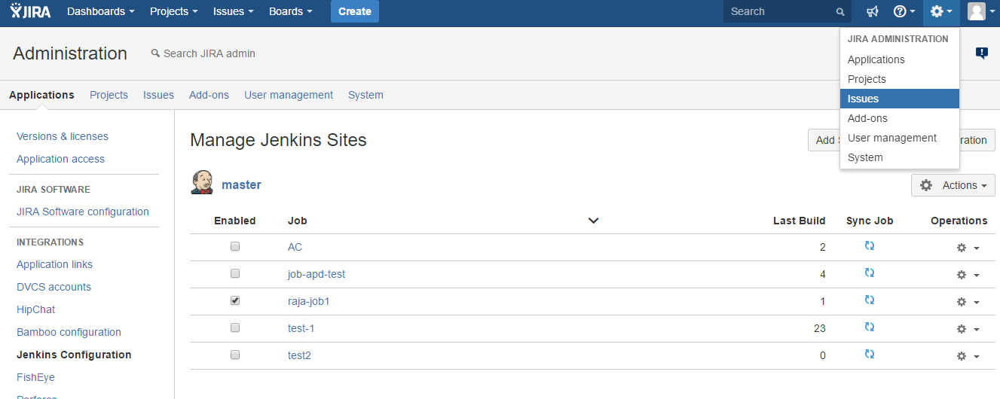 JIRA Dashboards Projects Issues Boards Create Search
JIRA ADMINISTRATION
Applications
Projects
Issues
Add-ons
User management
System
Administration Search JIRA admin
Applications Projects Issues Add-ons User management System
Versions & licenses
Application access
JIRA SOFTWARE
JIRA Software configuration
INTEGRATIONS
Application links
DVCS accounts
HipChat
Bamboo configuration
Jenkins Configuration
FishEye
Manage Jenkins Sites
Add
master
Actions
Enabled Job Last Build Sync Job Operations
AC 2
job-apd-test 4
raja-job1 1
test-1 23
test2 0